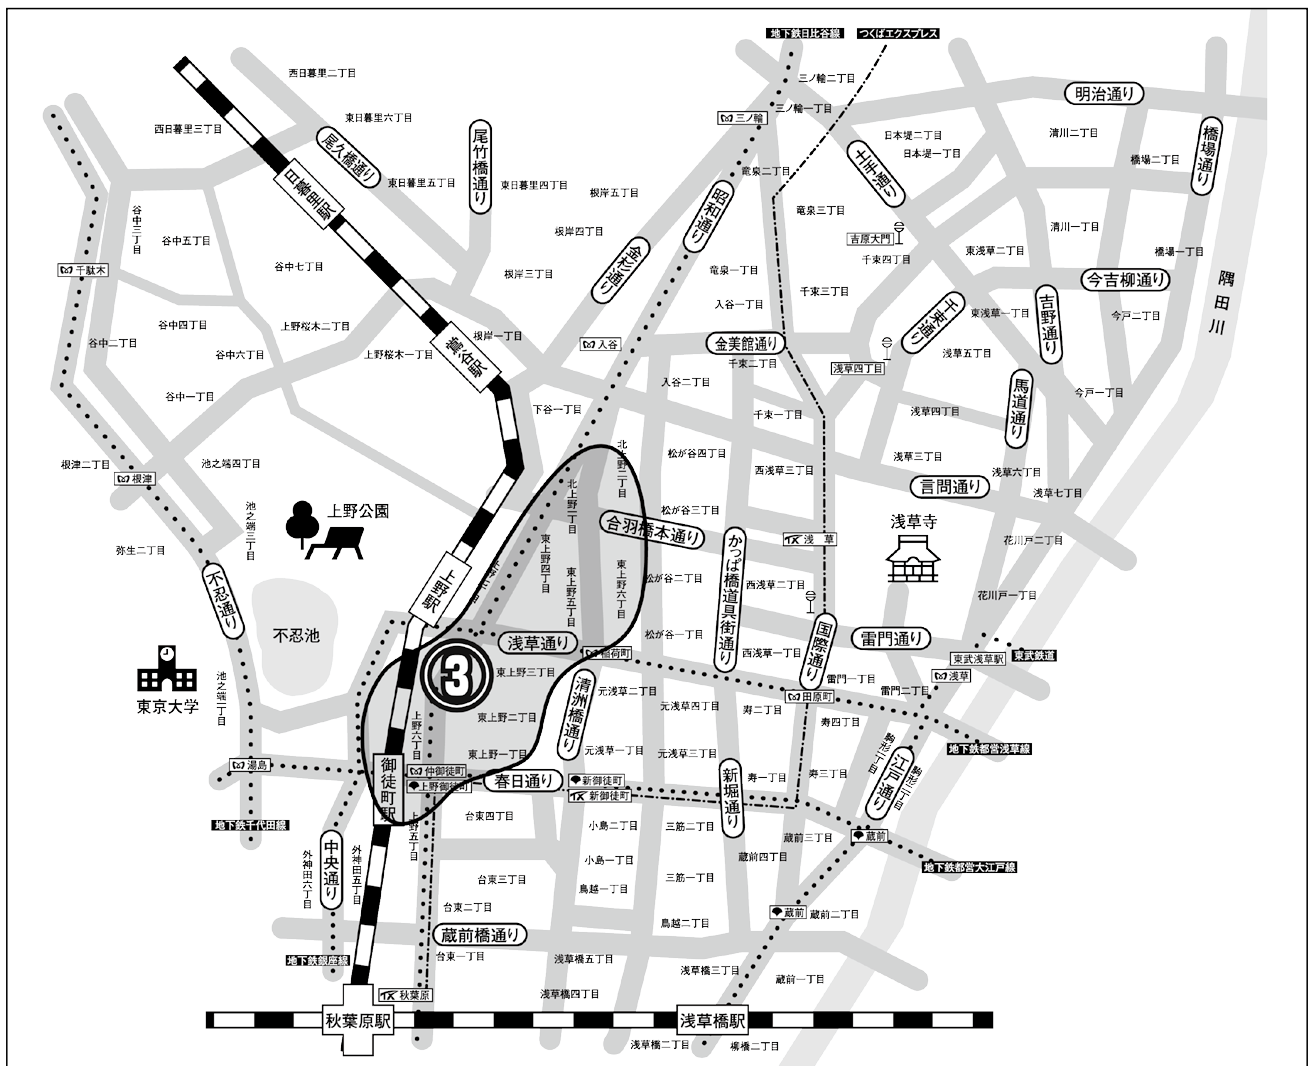 地下鉄日比谷線
つくばエクスプレス
西日暮里二丁目
三ノ輪二丁目
明治通り
三ノ輪一丁目
三ノ輪
東日暮里六丁目
西日暮里三丁目
尾久橋通り
尾竹橋通り
日本堤二丁目
日本堤一丁目
清川二丁目
橋場二丁目
橋場通り
土手通り
竜泉二丁目
日暮里駅
東日暮里五丁目
東日暮里四丁目
根岸五丁目
昭和通り
竜泉三丁目
谷中三丁目
谷中五丁目
根岸四丁目
吉原大門
清川一丁目
東浅草二丁目
橋場一丁目
千束四丁目
千駄木
谷中七丁目
根岸三丁目
金杉通り
竜泉一丁目
今吉柳通り
隅田川
千束三丁目
入谷一丁目
千束通り
東浅草一丁目
吉野通り
今戸二丁目
谷中四丁目
上野桜木二丁目
根岸一丁目
谷中二丁目
谷中六丁目
上野桜木一丁目
鶯谷駅
入谷
金美館通り
浅草五丁目
千束二丁目
浅草四丁目
入谷二丁目
馬道通り
今戸一丁目
谷中一丁目
下谷一丁目
千束一丁目
浅草四丁目
北上野二丁目
松が谷四丁目
浅草三丁目
根津二丁目
根津
池之端四丁目
西浅草三丁目
浅草六丁目
言問通り
浅草七丁目
北上野一丁目
上野公園
池之端三丁目
松が谷三丁目
合羽橋本通り
かっぱ橋道具街通り
浅草
浅草寺
花川戸二丁目
弥生二丁目
東上野四丁目
東上野五丁目
東上野六丁目
松が谷二丁目
西浅草二丁目
花川戸一丁目
不忍通り
上野駅
不忍池
浅草通り
松が谷一丁目
国際通り
雷門通り
稲荷町
西浅草一丁目
東武浅草駅
東武鉄道
浅草
3
東上野三丁目
東京大学
池之端二丁目
清洲橋通り
元浅草二丁目
雷門一丁目
雷門二丁目
田原町
東上野二丁目
元浅草四丁目
寿二丁目
寿四丁目
上野六丁目
駒形一丁目
駒形二丁目
江戸通り
地下鉄都営浅草線
東上野一丁目
元浅草一丁目
元浅草三丁目
湯島
御徒町駅
仲御徒町
上野御徒町
春日通り
新御徒町
新御徒町
新堀通り
寿一丁目
寿三丁目
地下鉄千代田線
上野五丁目
台東四丁目
小島二丁目
三筋二丁目
蔵前三丁目
蔵前
中央通り
外神田六丁目
外神田五丁目
小島一丁目
蔵前四丁目
地下鉄都営大江戸線
台東三丁目
鳥越一丁目
三筋一丁目
台東二丁目
蔵前
蔵前二丁目
鳥越二丁目
蔵前橋通り
地下鉄銀座線
台東一丁目
浅草橋五丁目
浅草橋三丁目
蔵前一丁目
秋葉原
浅草橋四丁目
秋葉原駅
浅草橋駅
浅草橋二丁目
柳橋二丁目